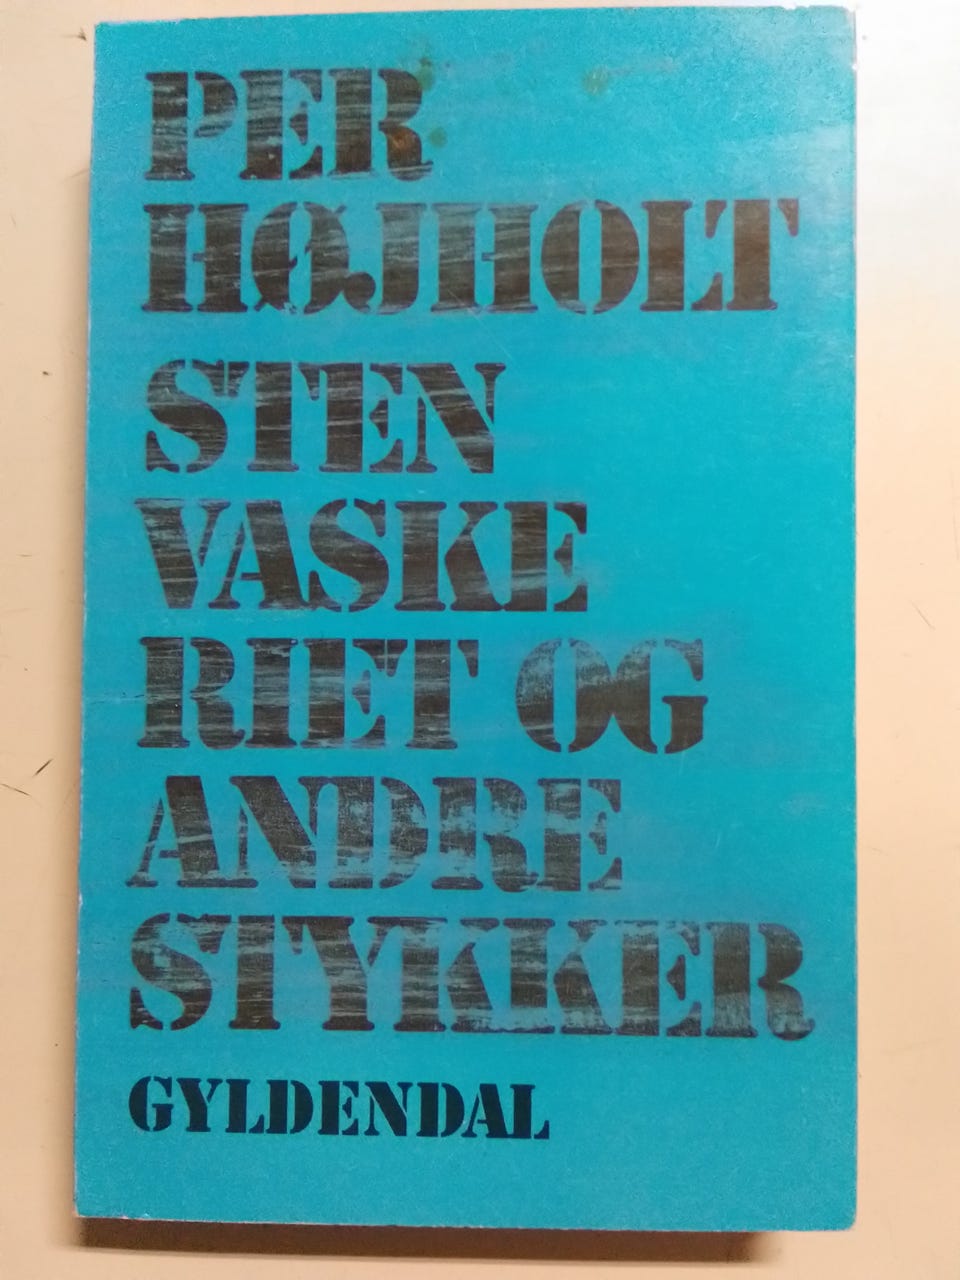 PER
HØJHOLT
STEN
VASKE
RIET OG
ANDRE
STYKKER
GYLDENDAL